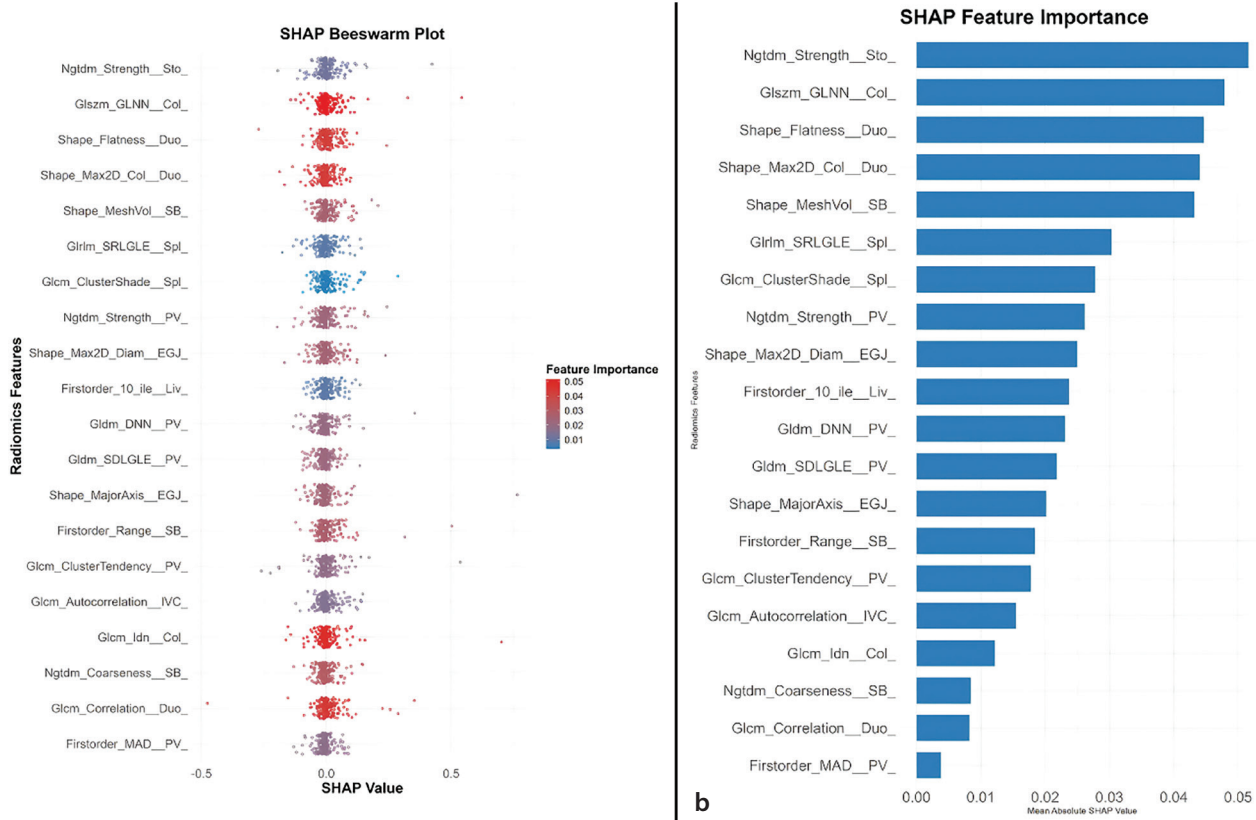 SHAP Beeswarm Plot
Radiomics Features
Ngtdm_Strength__Sto_
Glszm_GLNN__Col_
Shape_Flatness__Duo_
Shape_Max2D_Col__Duo_
Shape_MeshVol__SB_
Glrlm_SRLGLE__Spl_
Glcm_ClusterShade__Spl_
Ngtdm_Strength__PV_
Shape_Max2D_Diam__EGJ_
Firstorder_10_ile__Liv_
Gldm_DNN__PV_
Gldm_SDLGLE__PV_
Shape_MajorAxis__EGJ_
Firstorder_Range__SB_
Glcm_ClusterTendency__PV_
Glcm_Autocorrelation__IVC_
Glcm_Idn__Col_
Ngtdm_Coarseness__SB_
Glcm_Correlation__Duo_
Firstorder_MAD__PV_
-0.5 0.0 0.5
SHAP Value
Feature Importance
0.05
0.04
0.03
0.02
0.01
SHAP Feature Importance
Radiomics Features
Ngtdm_Strength__Sto_
Glszm_GLNN__Col_
Shape_Flatness__Duo_
Shape_Max2D_Col__Duo_
Shape_MeshVol__SB_
Glrlm_SRLGLE__Spl_
Glcm_ClusterShade__Spl_
Ngtdm_Strength__PV_
Shape_Max2D_Diam__EGJ_
Firstorder_10_ile__Liv_
Gldm_DNN__PV_
Gldm_SDLGLE__PV_
Shape_MajorAxis__EGJ_
Firstorder_Range__SB_
Glcm_ClusterTendency__PV_
Glcm_Autocorrelation__IVC_
Glcm_Idn__Col_
Ngtdm_Coarseness__SB_
Glcm_Correlation__Duo_
Firstorder_MAD__PV_
0.00 0.01 0.02 0.03 0.04 0.05
Mean Absolute SHAP Value
b